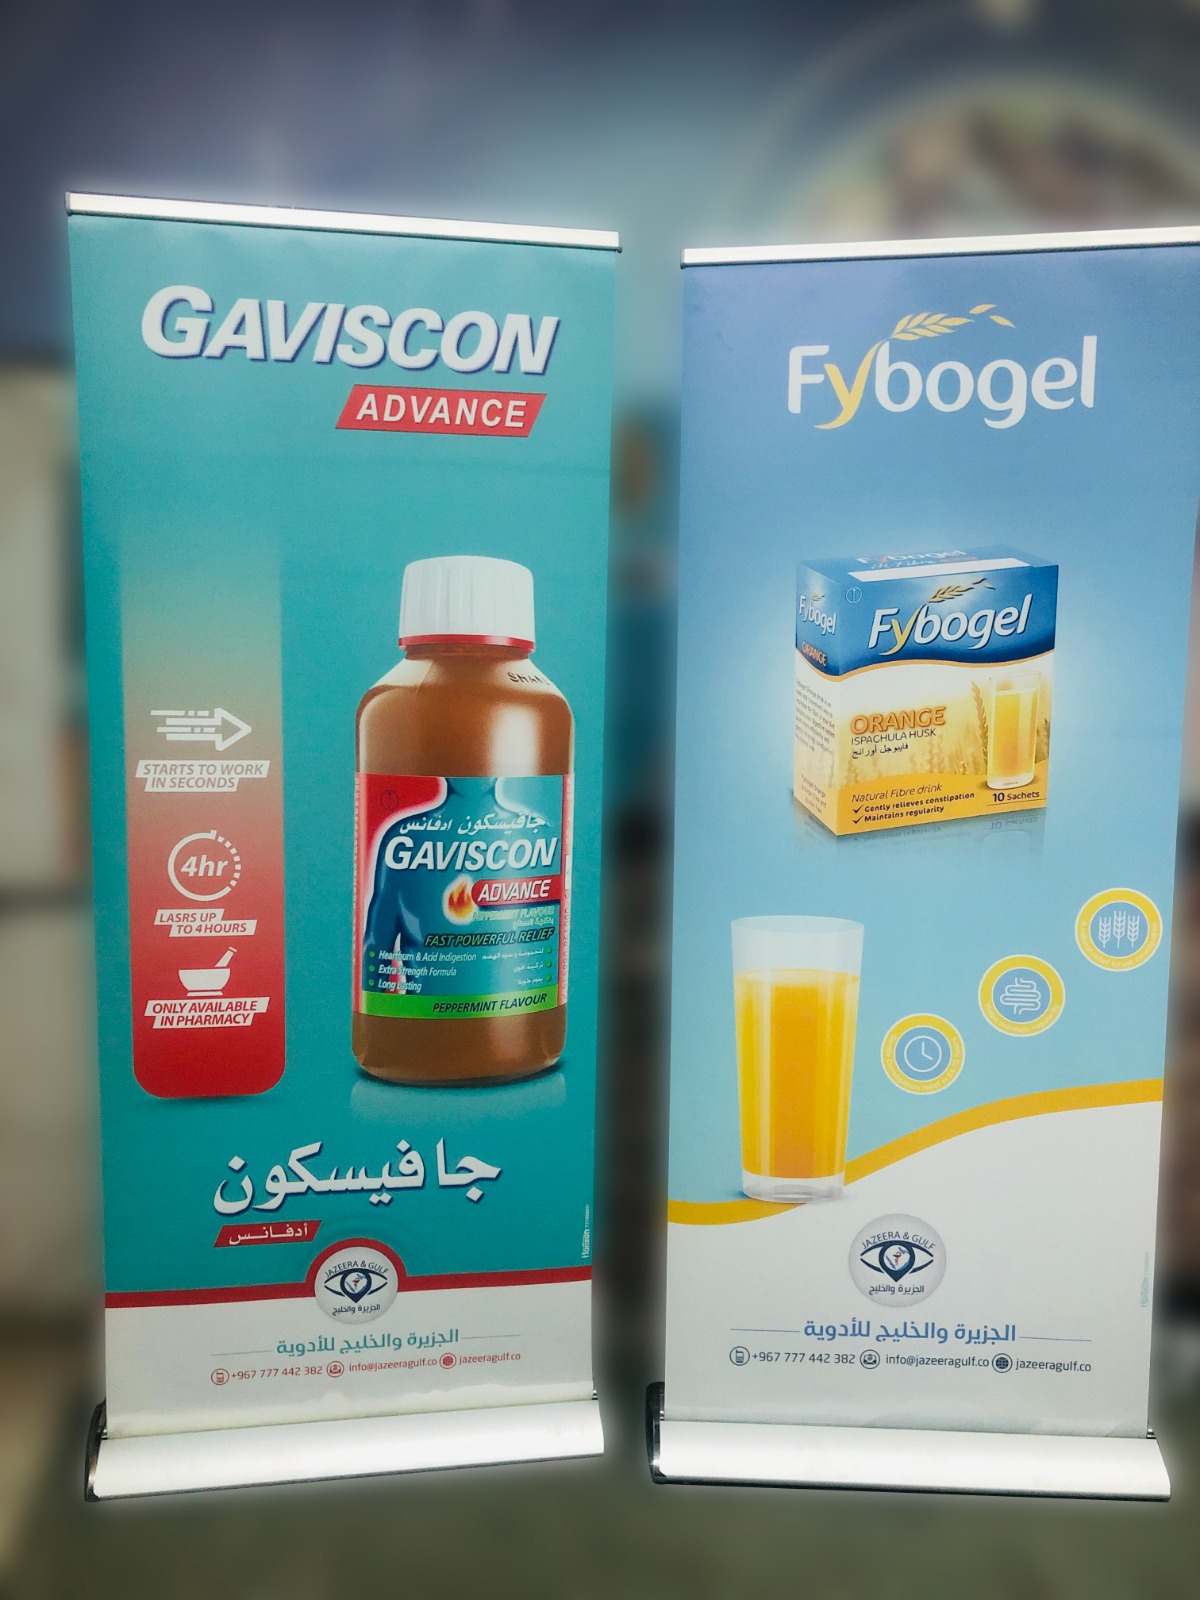 GAVISCON
ADVANCE
STARTS TO WORK
IN SECONDS
4hr
LASRS UP
TO 4 HOURS
ONLY AVAILABLE
IN PHARMACY
جافيسكون ادفانس
GAVISCON
ADVANCE
PEPPERMINT FLAVOUR
FAST POWERFUL RELIEF
Heartburn & Acid Indigestion
Extra Strength Formula
Long Lasting
PEPPERMINT FLAVOUR
جافيسكون
أدفانس
JAZEERA & GULF
الجزيرة والخليج
الجزيرة والخليج للأدوية
+967 777 442 382 info@jazeeragulf.co jazeeragulf.co
Horizon
Fybogel
Fybogel
Fybogel
ORANGE
Fybogel
ORANGE
ISPAGHULA HUSK
فايبوجل أورانج
Natural Fibre drink
Gently relieves constipation
Maintains regularity
10 Sachets
JAZEERA & GULF
الجزيرة والخليج
الجزيرة والخليج للأدوية
+967 777 442 382 info@jazeeragulf.co jazeeragulf.co